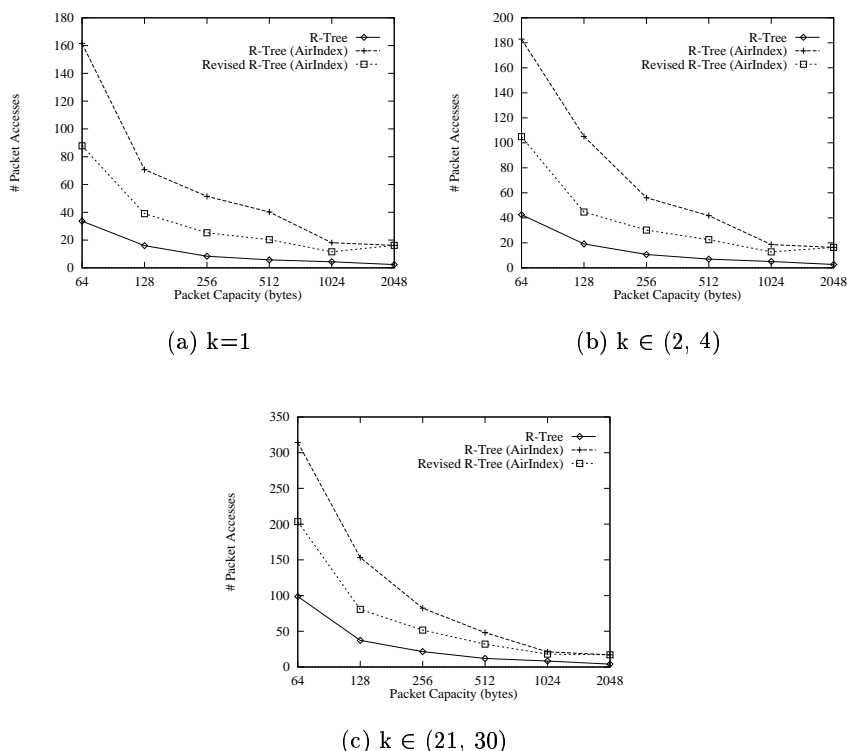 180
160
140
120
100
80
60
40
20
0
# Packet Accesses
R-Tree
R-Tree (AirIndex)
Revised R-Tree (AirIndex)
64 128 256 512 1024 2048
Packet Capacity (bytes)
(a) k=1
200
180
160
140
120
100
80
60
40
20
0
# Packet Accesses
R-Tree
R-Tree (AirIndex)
Revised R-Tree (AirIndex)
64 128 256 512 1024 2048
Packet Capacity (bytes)
(b) k ∈ (2, 4)
350
300
250
200
150
100
50
0
# Packet Accesses
R-Tree
R-Tree (AirIndex)
Revised R-Tree (AirIndex)
64 128 256 512 1024 2048
Packet Capacity (bytes)
(c) k ∈ (21, 30)